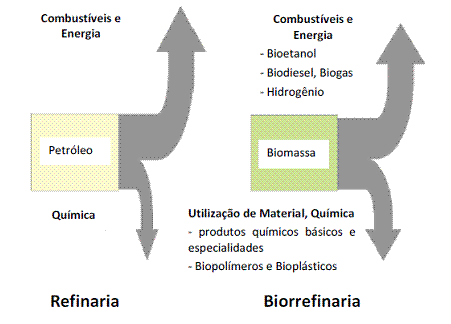 Combustíveis e
Energia
Petróleo
Química
Refinaria
Combustíveis e
Energia
- Bioetanol
- Biodiesel, Biogas
- Hidrogênio
Biomassa
Utilização de Material, Química
- produtos químicos básicos e
especialidades
- Biopolímeros e Bioplásticos
Biorrefinaria